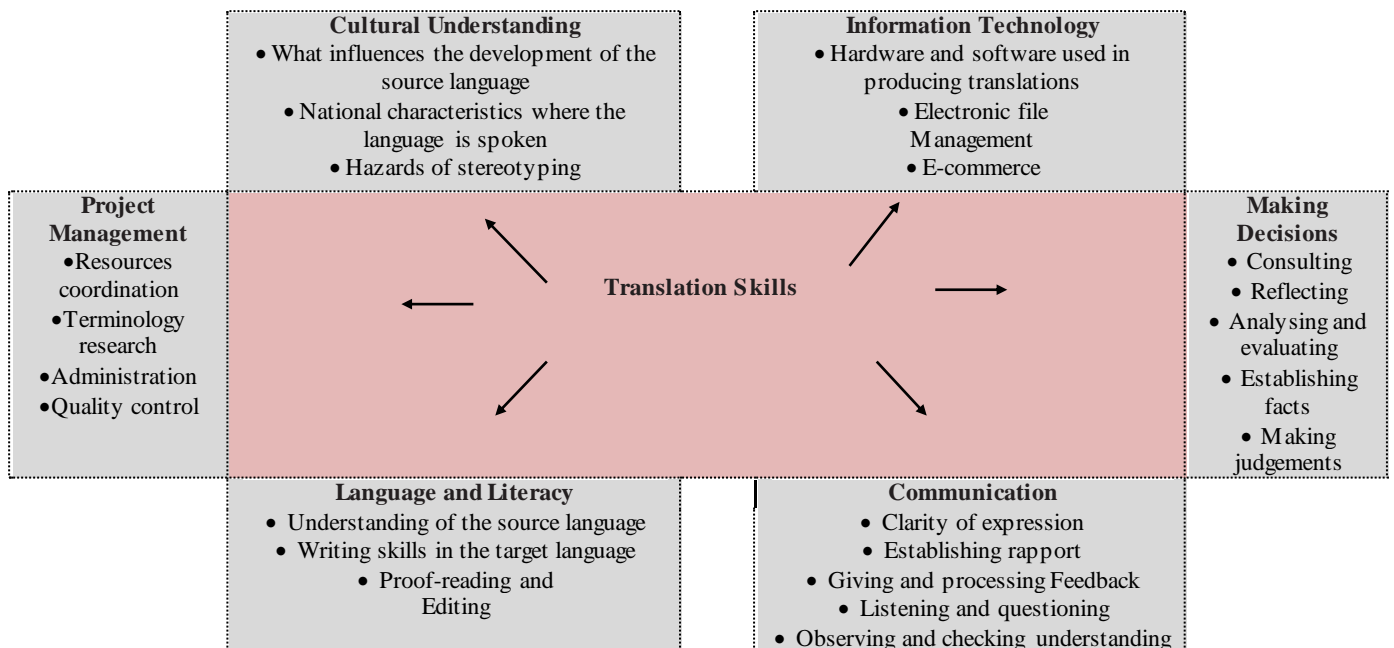 Cultural Understanding
• What influences the development of the
source language
• National characteristics where the
language is spoken
• Hazards of stereotyping
Information Technology
• Hardware and software used in
producing translations
• Electronic file
Management
• E-commerce
Project
Management
•Resources
coordination
•Terminology
research
•Administration
•Quality control
Translation Skills
Making
Decisions
• Consulting
• Reflecting
• Analysing and
evaluating
• Establishing
facts
• Making
judgements
Language and Literacy
• Understanding of the source language
• Writing skills in the target language
• Proof-reading and
Editing
Communication
• Clarity of expression
• Establishing rapport
• Giving and processing Feedback
• Listening and questioning
• Observing and checking understanding